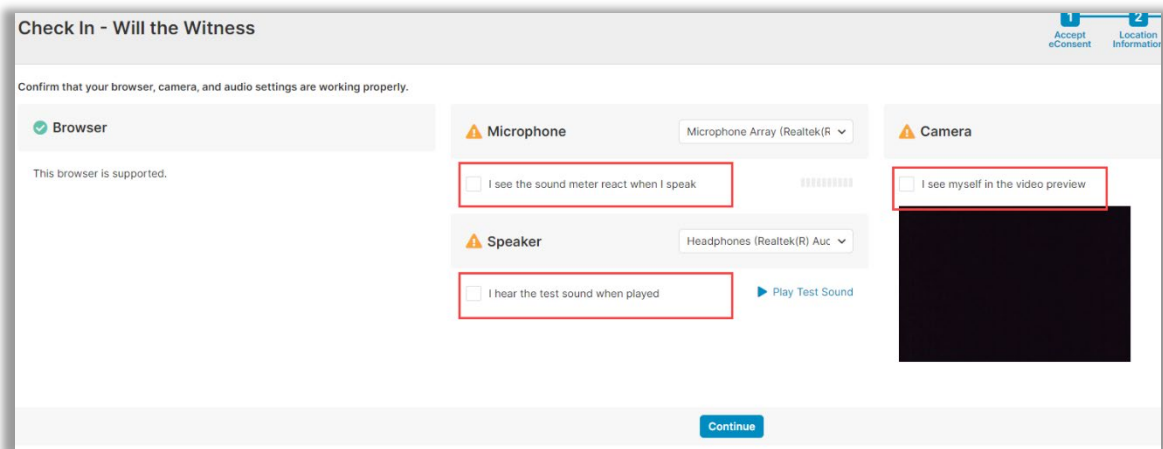 Check In - Will the Witness
1
2
Accept
eConsent
Location
Information
Confirm that your browser, camera, and audio settings are working properly.
Browser
This browser is supported.
Microphone
Microphone Array (Realtek(R
I see the sound meter react when I speak
Speaker
Headphones (Realtek(R) Auc
I hear the test sound when played
Play Test Sound
Camera
I see myself in the video preview
Continue